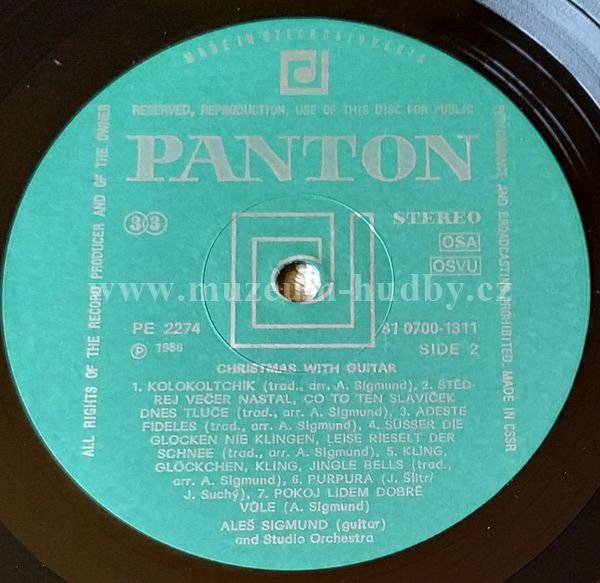 MADE IN CZECHOSLOVAKIA
RESERVED, REPRODUCTION, USE OF THIS DISC FOR PUBLIC
PERFORMANCE AND BROADCASTING PROHIBITED. MADE IN CSSR
ALL RIGHTS OF THE RECORD PRODUCER AND OF THE OWNER
PANTON
33
STEREO
OSA
OSVU
www.muzeum-hudby.cz
PE 2274
81 0700-1311
Ⓟ 1986
SIDE 2
CHRISTMAS WITH GUITAR
1. KOLOKOLTCHIK (trad., arr. A. Sigmund), 2. ŠTĚD-
REJ VEČER NASTAL, CO TO TEN SLAVÍČEK
DNES TLUČE (trad., arr. A. Sigmund), 3. ADESTE
FIDELES (trad., arr. A. Sigmund), 4. SÜSSER DIE
GLOCKEN NIE KLINGEN, LEISE RIESELT DER
SCHNEE (trad., arr. A. Sigmund), 5. KLING,
GLÖCKCHEN, KLING, JINGLE BELLS (trad.,
arr. A. Sigmund), 6. PURPURA (J. Šlitr/
J. Suchý), 7. POKOJ LIDEM DOBRÉ
VŮLE (A. Sigmund)
ALEŠ SIGMUND (guitar)
and Studio Orchestra